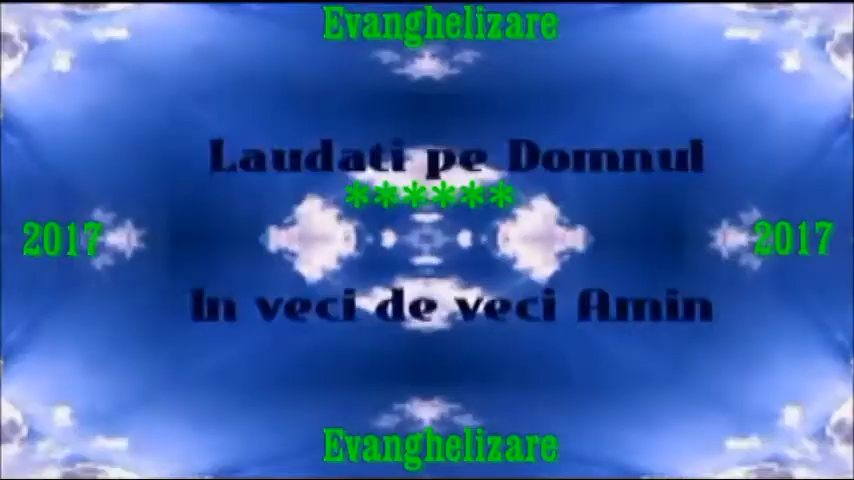 Evanghelizare
Laudati pe Domnul
******
2017
2017
In veci de veci Amin
Evanghelizare